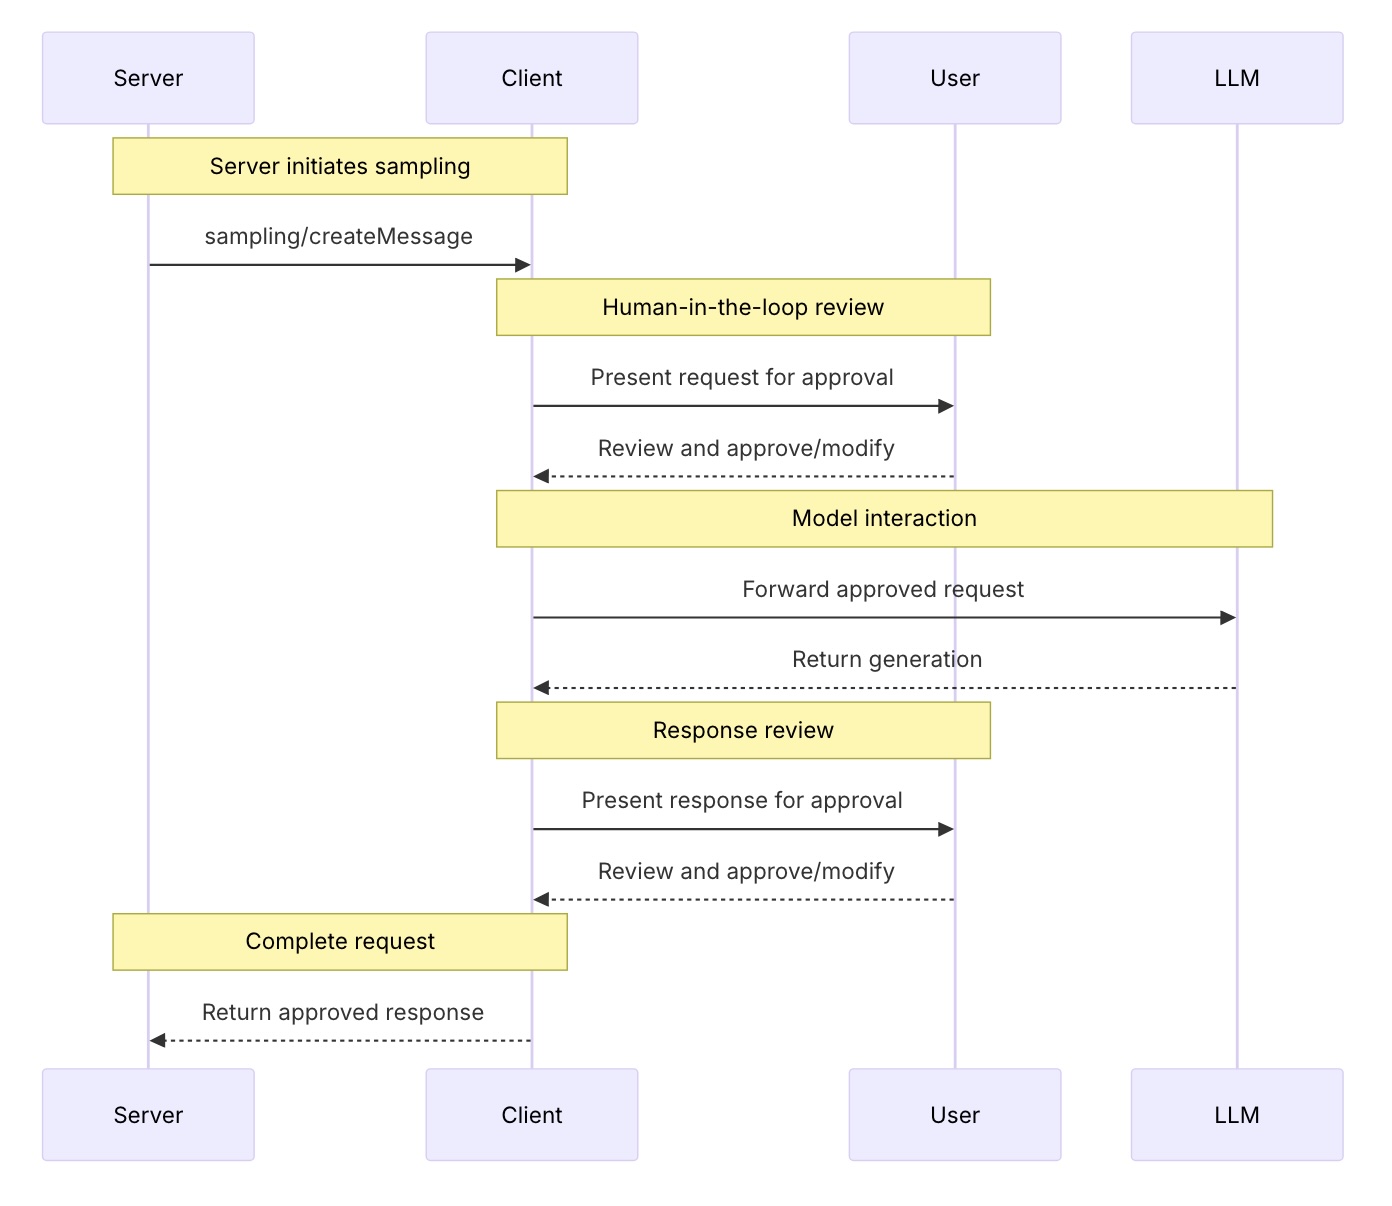 Server
Client
User
LLM
Server initiates sampling
sampling/createMessage
Human-in-the-loop review
Present request for approval
Review and approve/modify
Model interaction
Forward approved request
Return generation
Response review
Present response for approval
Review and approve/modify
Complete request
Return approved response
Server
Client
User
LLM